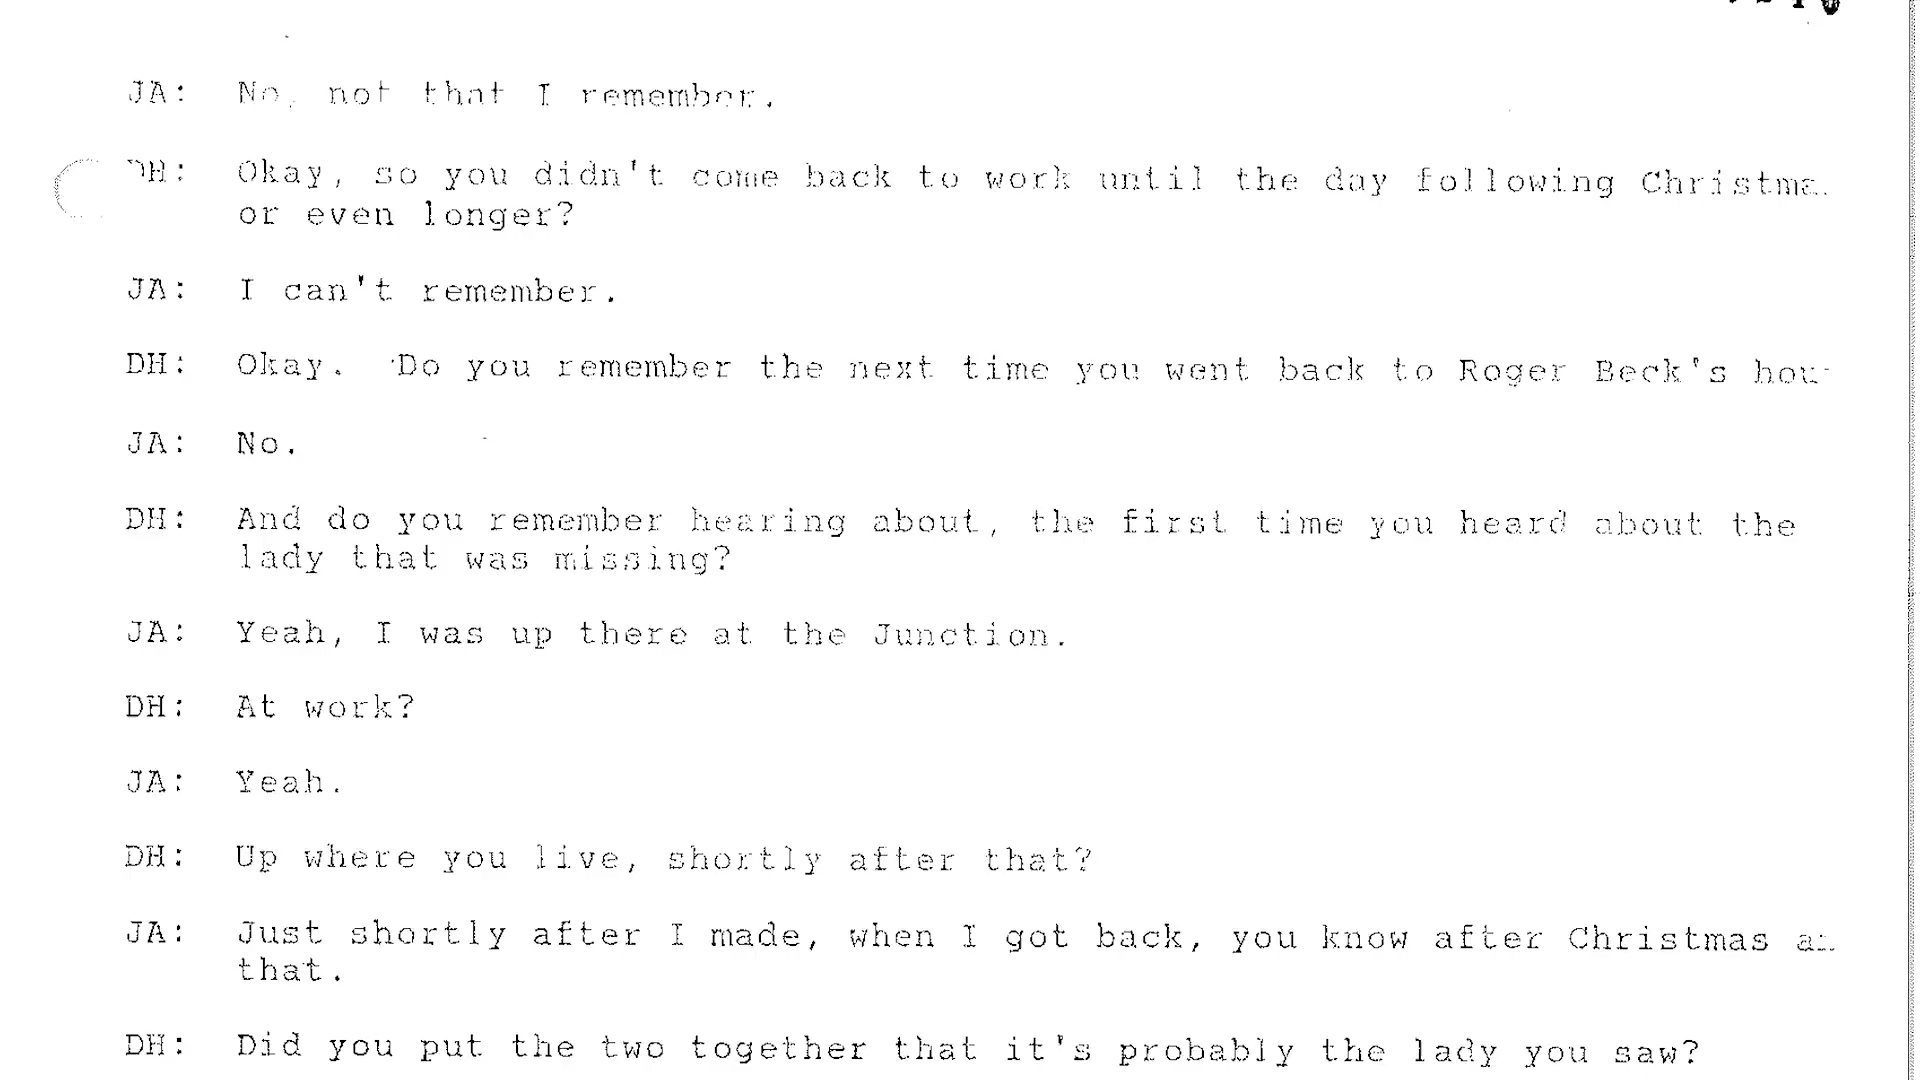 JA: No, not that I remember.
DH: Okay, so you didn't come back to work until the day following
or even longer?
JA: I can't remember.
DH: Okay. Do you remember the next time you went back to Roger Beck's
JA: No.
DH: And do you remember hearing about, the first time you heard about the
lady that was missing?
JA: Yeah, I was up there at the Junction.
DH: At work?
JA: Yeah.
DH: Up where you live, shortly after that?
JA: Just shortly after I made, when I got back, you know after Christmas
that.
DH: Did you put the two together that it's probably the lady you saw?